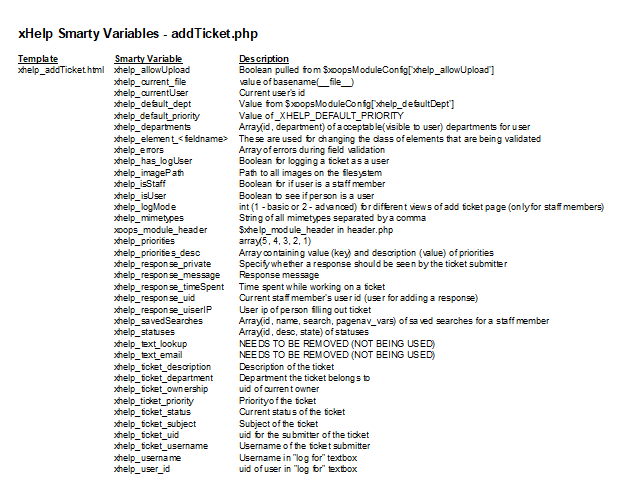 xHelp Smarty Variables - addTicket.php
Template Smarty Variable Description
xhelp_addTicket.html xhelp_allowUpload Boolean pulled from $xoopsModuleConfig['xhelp_allowUpload']
xhelp_current_file value of basename(__file__)
xhelp_currentUser Current user's id
xhelp_default_dept Value from $xoopsModuleConfig['xhelp_defaultDept']
xhelp_default_priority Value of _XHELP_DEFAULT_PRIORITY
xhelp_departments Array(id, department) of acceptable(visible to user) departments for user
xhelp_element_<fieldname> These are used for changing the class of elements that are being validated
xhelp_errors Array of errors during field validation
xhelp_has_logUser Boolean for logging a ticket as a user
xhelp_imagePath Path to all images on the filesystem
xhelp_isStaff Boolean for if user is a staff member
xhelp_isUser Boolean to see if person is a user
xhelp_logMode int (1 - basic or 2 - advanced) for different views of add ticket page (only for staff members)
xhelp_mimetypes String of all mimetypes separated by a comma
xoops_module_header $xhelp_module_header in header.php
xhelp_priorities array(5, 4, 3, 2, 1)
xhelp_priorities_desc Array containing value (key) and description (value) of priorities
xhelp_response_private Specify whether a response should be seen by the ticket submitter
xhelp_response_message Response message
xhelp_response_timeSpent Time spent while working on a ticket
xhelp_response_uid Current staff member's user id (user for adding a response)
xhelp_response_uiserIP User ip of person filling out ticket
xhelp_savedSearches Array(id, name, search, pagenav_vars) of saved searches for a staff member
xhelp_statuses Array(id, desc, state) of statuses
xhelp_text_lookup NEEDS TO BE REMOVED (NOT BEING USED)
xhelp_text_email NEEDS TO BE REMOVED (NOT BEING USED)
xhelp_ticket_description Description of the ticket
xhelp_ticket_department Department the ticket belongs to
xhelp_ticket_ownership uid of current owner
xhelp_ticket_priority Priority of the ticket
xhelp_ticket_status Current status of the ticket
xhelp_ticket_subject Subject of the ticket
xhelp_ticket_uid uid for the submitter of the ticket
xhelp_ticket_username Username of the ticket submitter
xhelp_username Username in "log for" textbox
xhelp_user_id uid of user in "log for" textbox